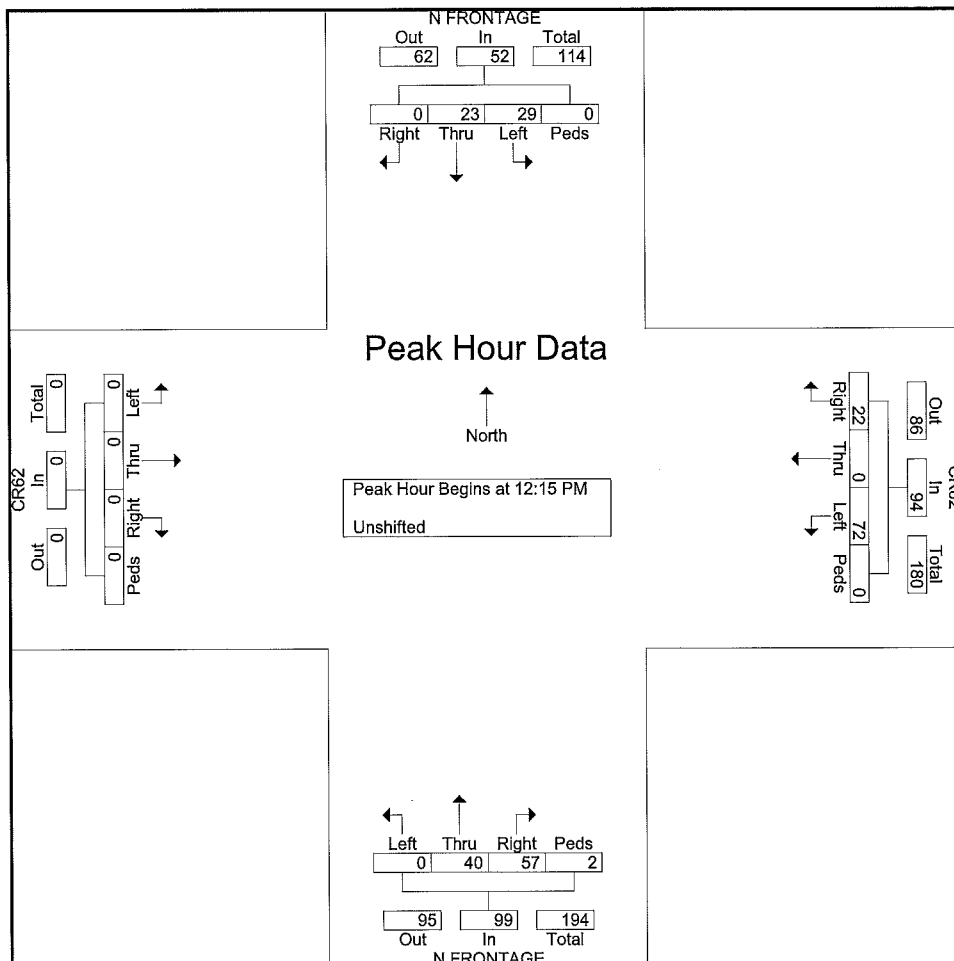 N FRONTAGE
Out In Total
62 52 114
0 23 29 0
Right Thru Left Peds
Peak Hour Data
North
Peak Hour Begins at 12:15 PM
Unshifted
CR62
Total In Out
0 0 0
0 0 0 0
Left Thru Right Peds
Right Thru Left Peds
22 0 72 0
Out In Total
86 94 180
Left Thru Right Peds
0 40 57 2
95 99 194
Out In Total
N FRONTAGE